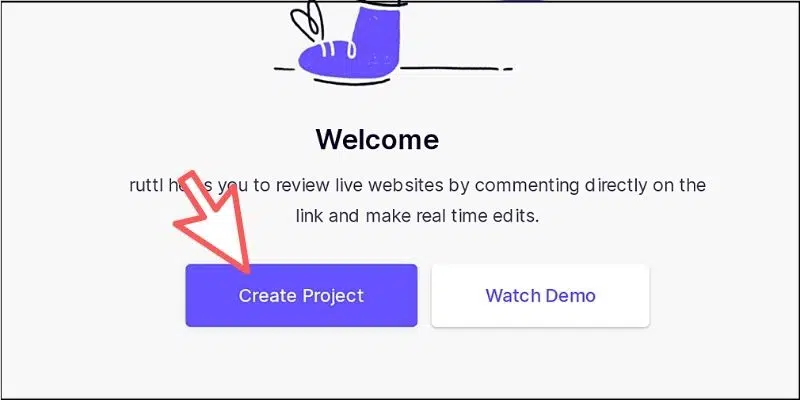 Welcome
ruttl helps you to review live websites by commenting directly on the
link and make real time edits.
Create Project
Watch Demo